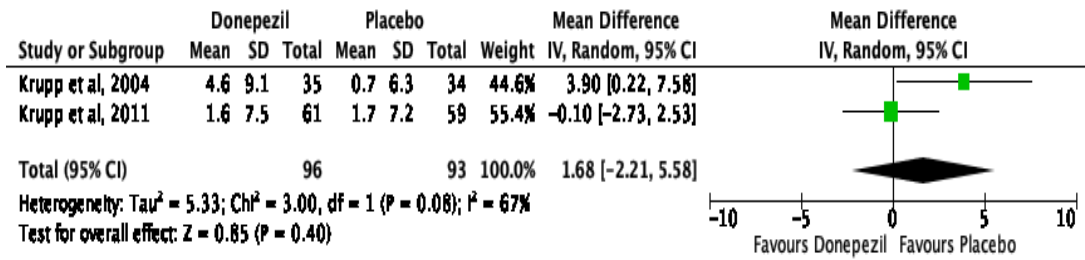 Donepezil Placebo Mean Difference Mean Difference
Study or Subgroup Mean SD Total Mean SD Total Weight IV, Random, 95% CI IV, Random, 95% CI
Krupp et al, 2004 4.6 9.1 35 0.7 6.3 34 44.6% 3.90 [0.22, 7.58]
Krupp et al, 2011 1.6 7.5 61 1.7 7.2 59 55.4% −0.10 [−2.73, 2.53]
Total (95% CI) 96 93 100.0% 1.68 [−2.21, 5.58]
Heterogeneity: Tau² = 5.33; Chi² = 3.00, df = 1 (P = 0.08); I² = 67%
Test for overall effect: Z = 0.85 (P = 0.40)
−10 −5 0 5 10
Favours Donepezil Favours Placebo